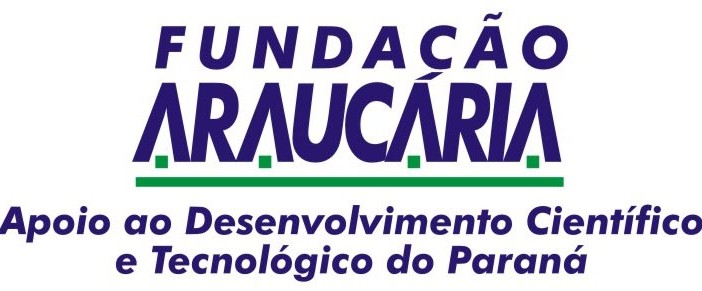 FUNDAÇÃO
ARAUCÁRIA
Apoio ao Desenvolvimento Científico
e Tecnológico do Paraná